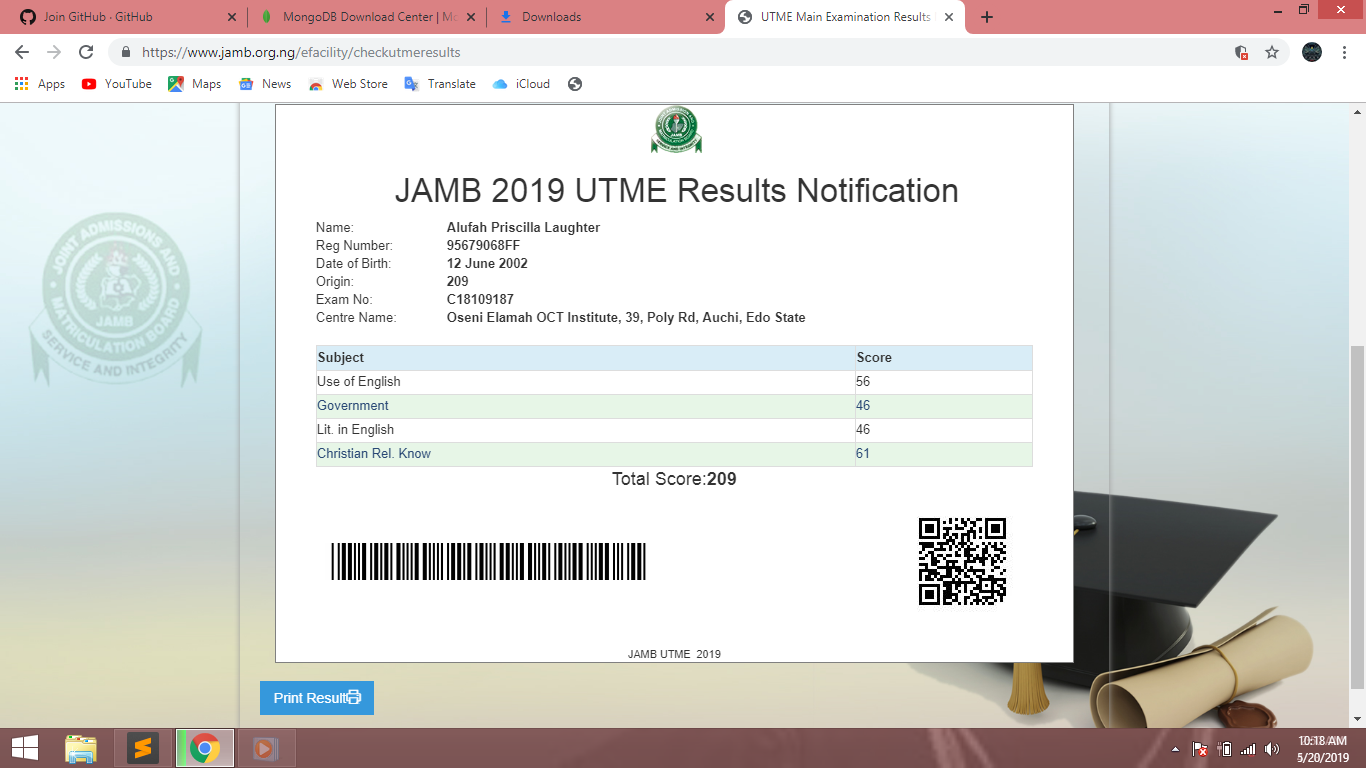 Join GitHub · GitHub
MongoDB Download Center | Mo
Downloads
UTME Main Examination Results
https://www.jamb.org.ng/efacility/checkutmeresults
Apps YouTube Maps News Web Store Translate iCloud
JAMB 2019 UTME Results Notification
Name: Alufah Priscilla Laughter
Reg Number: 95679068FF
Date of Birth: 12 June 2002
Origin: 209
Exam No: C18109187
Centre Name: Oseni Elamah OCT Institute, 39, Poly Rd, Auchi, Edo State
JOINT ADMISSIONS AND
MATRICULATION BOARD
JAMB
SERVICE AND INTEGRITY
Subject Score
Use of English 56
Government 46
Lit. in English 46
Christian Rel. Know 61
Total Score:209
JAMB UTME 2019
Print Result
10:18 AM
5/20/2019